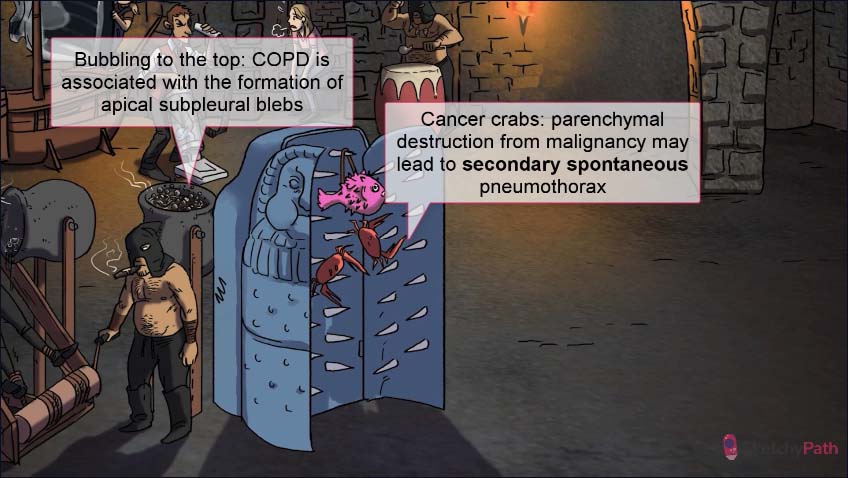 Bubbling to the top: COPD is
associated with the formation of
apical subpleural blebs
Cancer crabs: parenchymal
destruction from malignancy may
lead to secondary spontaneous
pneumothorax
etchyPath